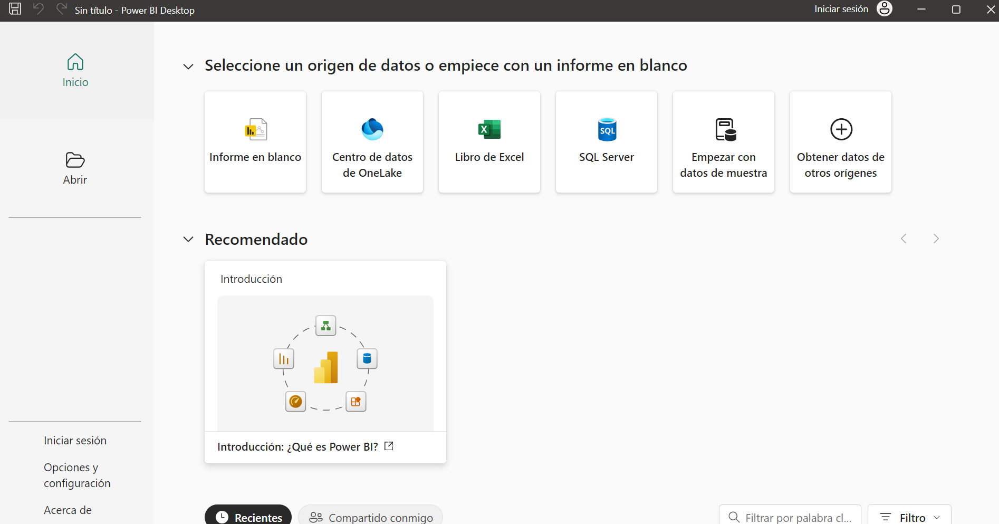 Sin título - Power BI Desktop
Iniciar sesión
Inicio
Abrir
Seleccione un origen de datos o empiece con un informe en blanco
Informe en blanco
Centro de datos
de OneLake
Libro de Excel
SQL
SQL Server
Empezar con
datos de muestra
Obtener datos de
otros orígenes
Recomendado
Introducción
Introducción: ¿Qué es Power BI?
Iniciar sesión
Opciones y
configuración
Acerca de
Recientes
Compartido conmigo
Filtrar por palabra cl...
Filtro